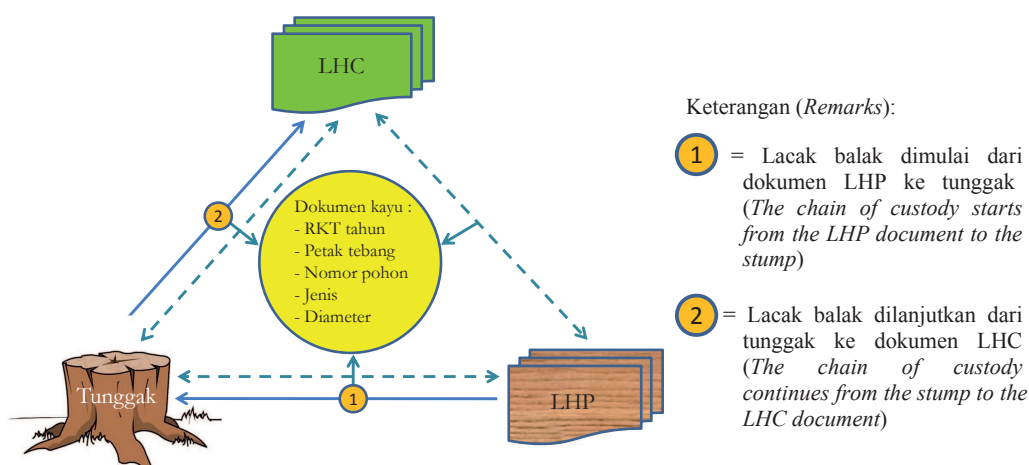 LHC
2
Dokumen kayu :
- RKT tahun
- Petak tebang
- Nomor pohon
- Jenis
- Diameter
Tunggak
1
LHP
Keterangan (Remarks):
1 = Lacak balak dimulai dari
dokumen LHP ke tunggak
(The chain of custody starts
from the LHP document to the
stump)
2 = Lacak balak dilanjutkan dari
tunggak ke dokumen LHC
(The chain of custody
continues from the stump to the
LHC document)